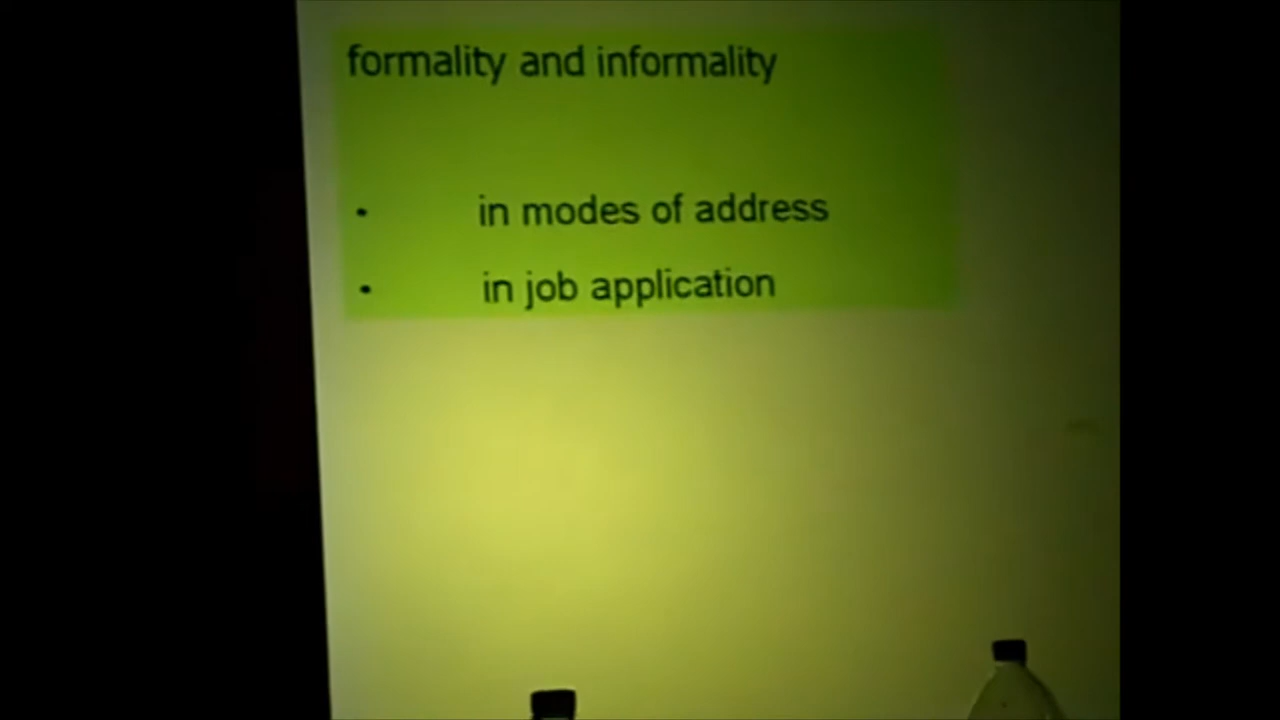 formality and informality
• in modes of address
• in job application